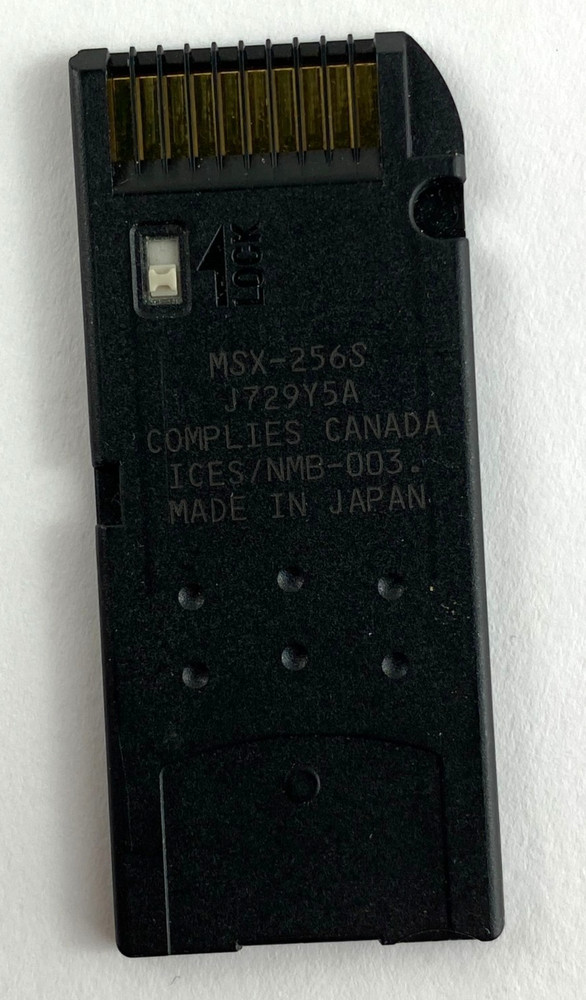 LOCK
MSX-256S
J729Y5A
COMPLIES CANADA
ICES/NMB-003.
MADE IN JAPAN